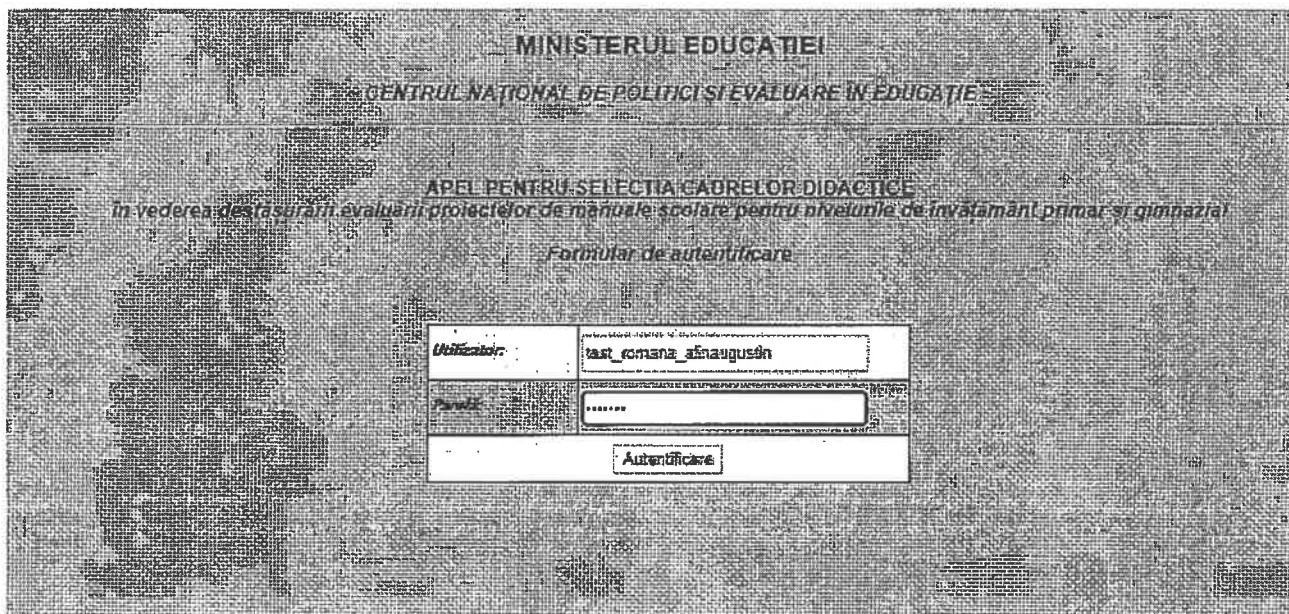 MINISTERUL EDUCAȚIEI
- CENTRUL NAȚIONAL DE POLITICI ȘI EVALUARE ÎN EDUCAȚIE -
APEL PENTRU SELECȚIA CADRELOR DIDACTICE
în vederea desfășurării evaluării proiectelor de manuale școlare pentru nivelurile de învățământ primar și gimnazial
Formular de autentificare
Utilizator:
test_romana_afinaugustin
Parolă:
•••••••
Autentificare